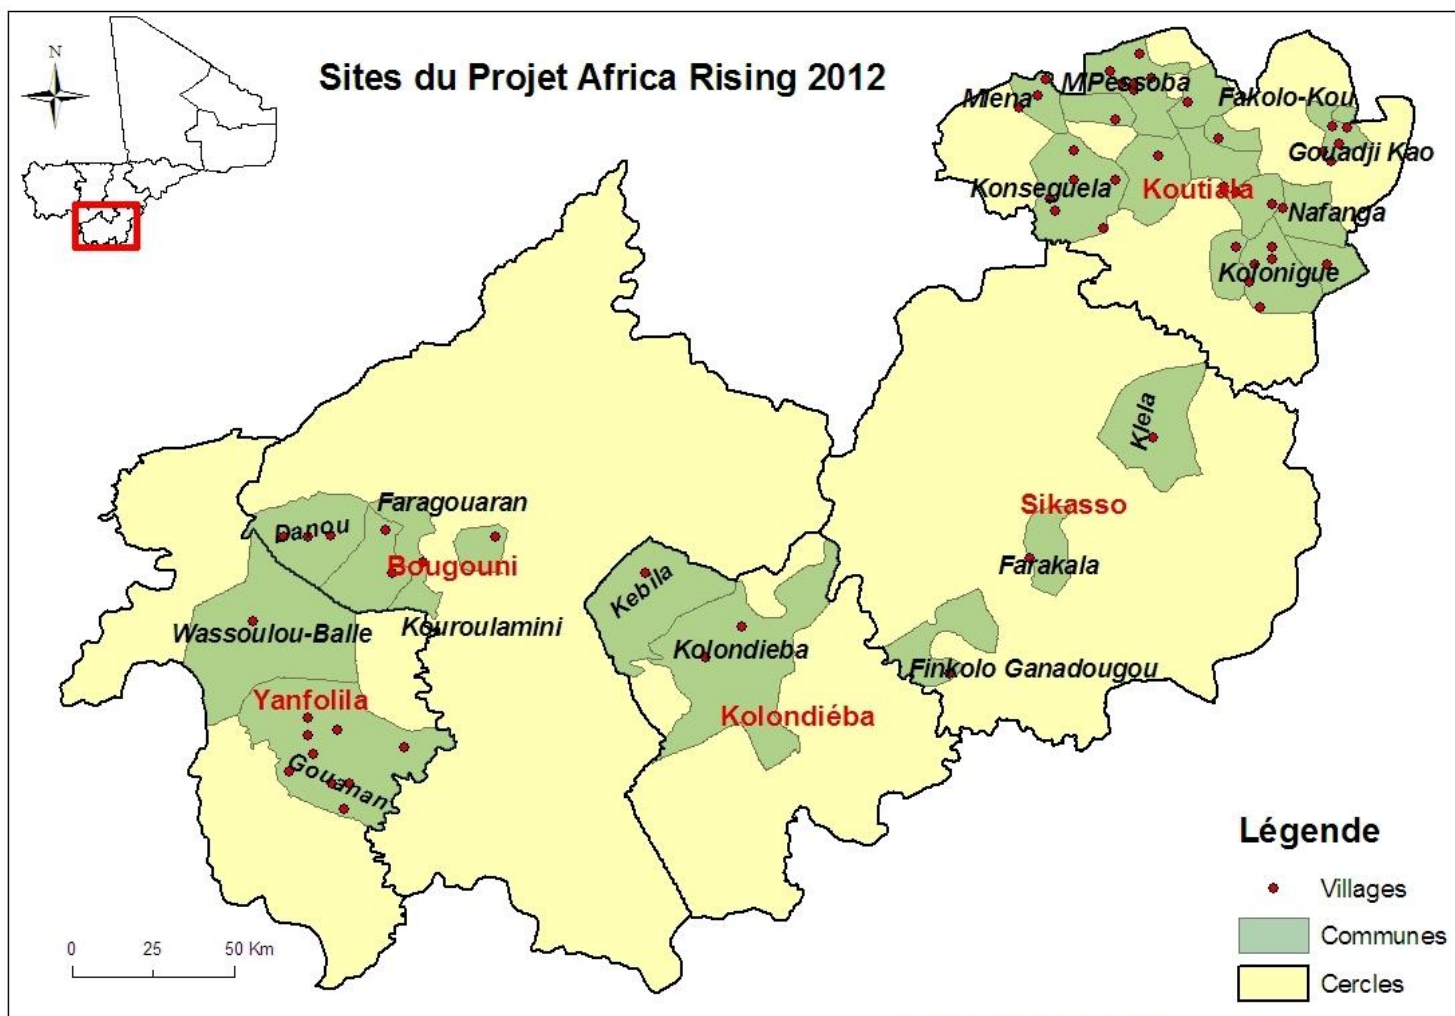 N
Sites du Projet Africa Rising 2012
Miena
M'Pessoba
Fakolo-Kou
Gouadji Kao
Konseguela
Koutiala
Nafanga
Kolonigue
Klela
Sikasso
Farakala
Finkolo Ganadougou
Danou
Faragouaran
Bougouni
Kouroulamini
Wassoulou-Balle
Kebila
Kolondieba
Kolondiéba
Yanfolila
Gouanan
Légende
Villages
Communes
Cercles
0 25 50 Km